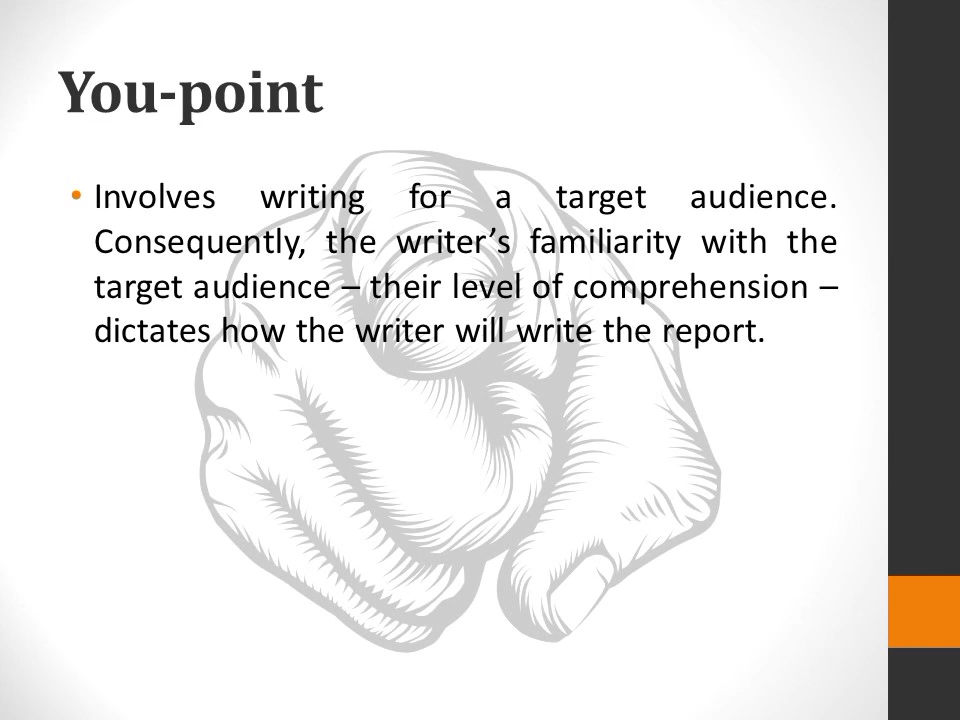 You-point
• Involves writing for a target audience.
Consequently, the writer’s familiarity with the
target audience – their level of comprehension –
dictates how the writer will write the report.